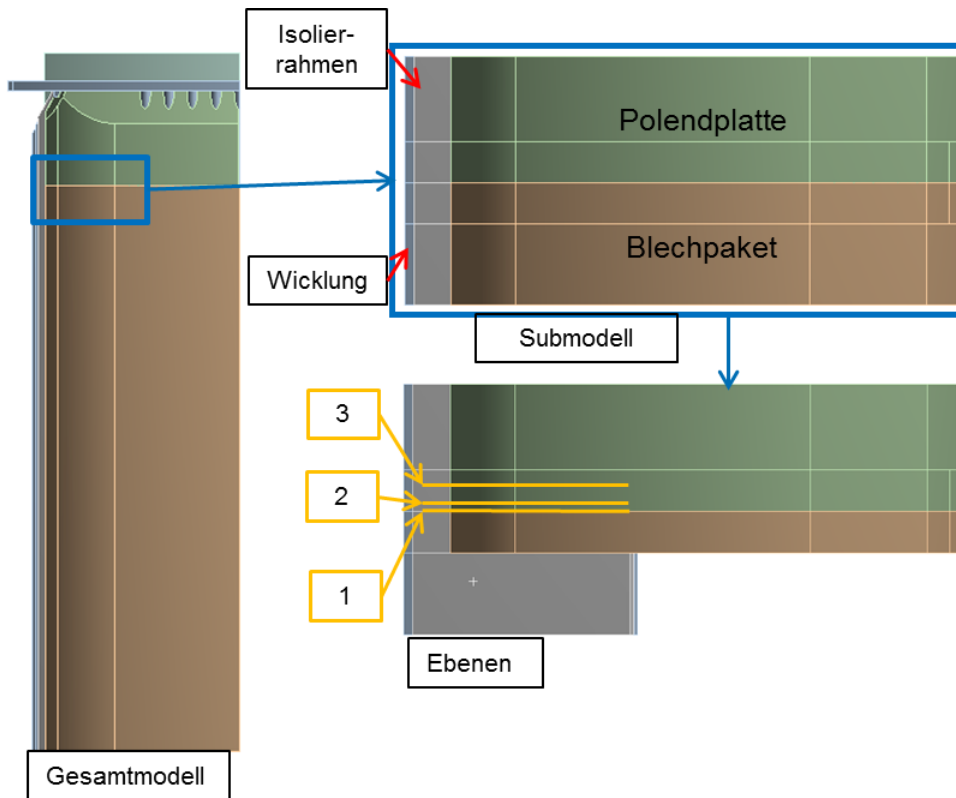 Isolier-
rahmen
Polendplatte
Blechpaket
Wicklung
Submodell
3
2
1
Ebenen
Gesamtmodell